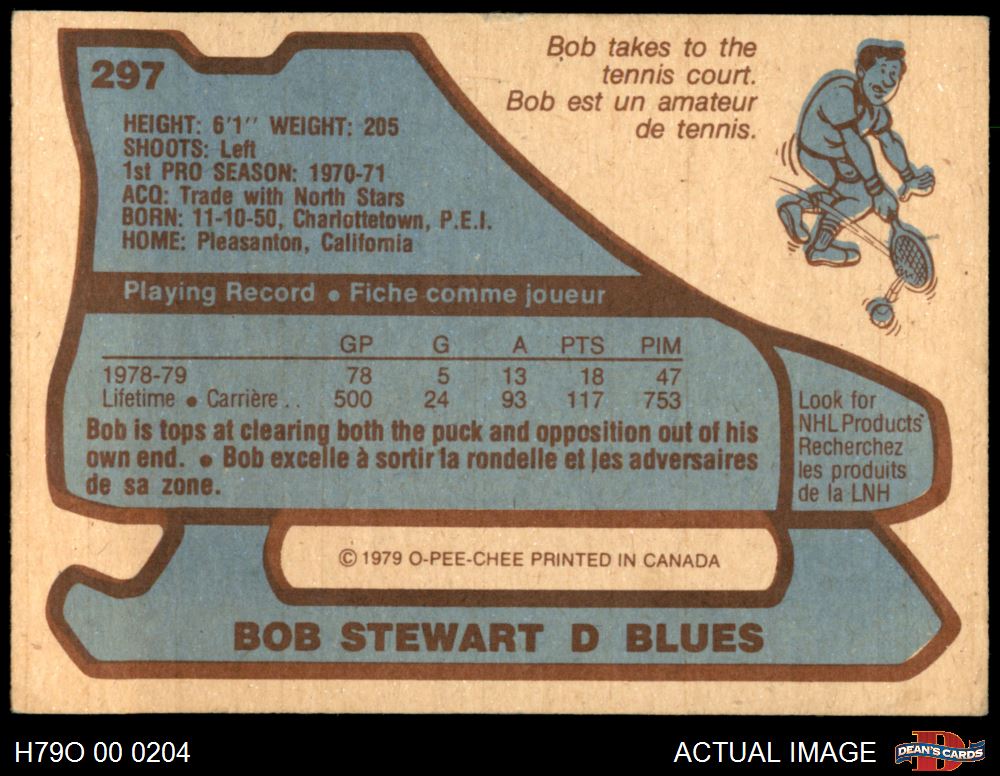 297
Bob takes to the
tennis court.
Bob est un amateur
de tennis.
HEIGHT: 6'1" WEIGHT: 205
SHOOTS: Left
1st PRO SEASON: 1970-71
ACQ: Trade with North Stars
BORN: 11-10-50, Charlottetown, P.E.I.
HOME: Pleasanton, California
Playing Record • Fiche comme joueur
GP G A PTS PIM
1978-79 78 5 13 18 47
Lifetime • Carrière .. 500 24 93 117 753
Bob is tops at clearing both the puck and opposition out of his
own end. • Bob excelle à sortir la rondelle et les adversaires
de sa zone.
Look for
NHL Products
Recherchez
les produits
de la LNH
© 1979 O-PEE-CHEE PRINTED IN CANADA
BOB STEWART D BLUES
H79O 00 0204
ACTUAL IMAGE
D
DEAN'S CARDS